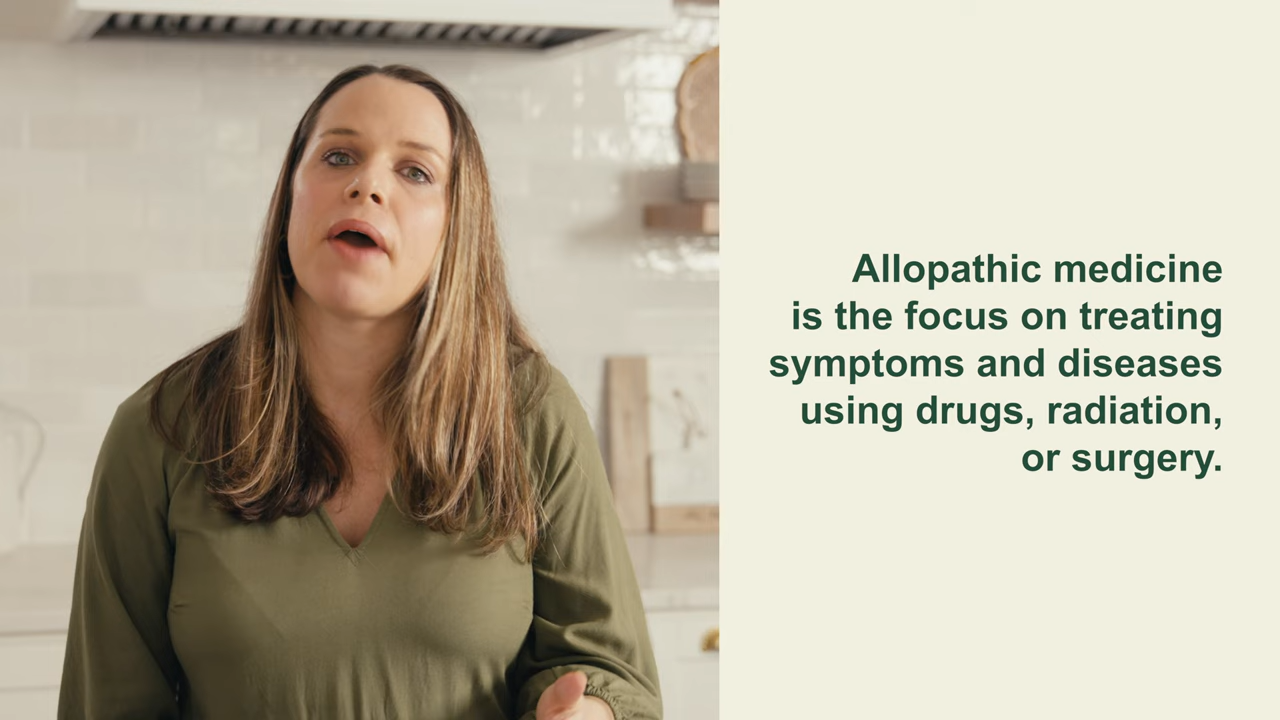 Allopathic medicine
is the focus on treating
symptoms and diseases
using drugs, radiation,
or surgery.